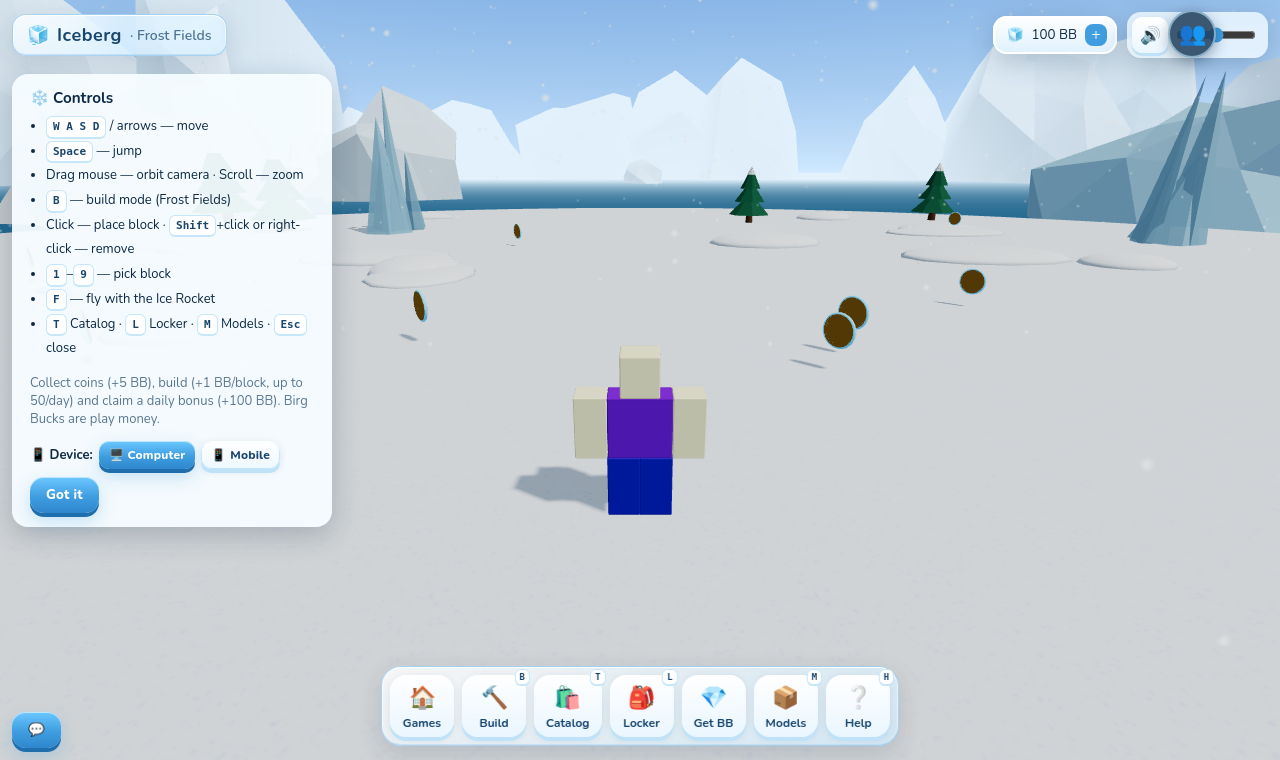 Iceberg · Frost Fields
100 BB +
Controls
W A S D / arrows — move
Space — jump
Drag mouse — orbit camera · Scroll — zoom
B — build mode (Frost Fields)
Click — place block · Shift+click or right-
click — remove
1–9 — pick block
F — fly with the Ice Rocket
T Catalog · L Locker · M Models · Esc
close
Collect coins (+5 BB), build (+1 BB/block, up to
50/day) and claim a daily bonus (+100 BB). Birg
Bucks are play money.
Device: Computer Mobile
Got it
B T L M H
Games Build Catalog Locker Get BB Models Help